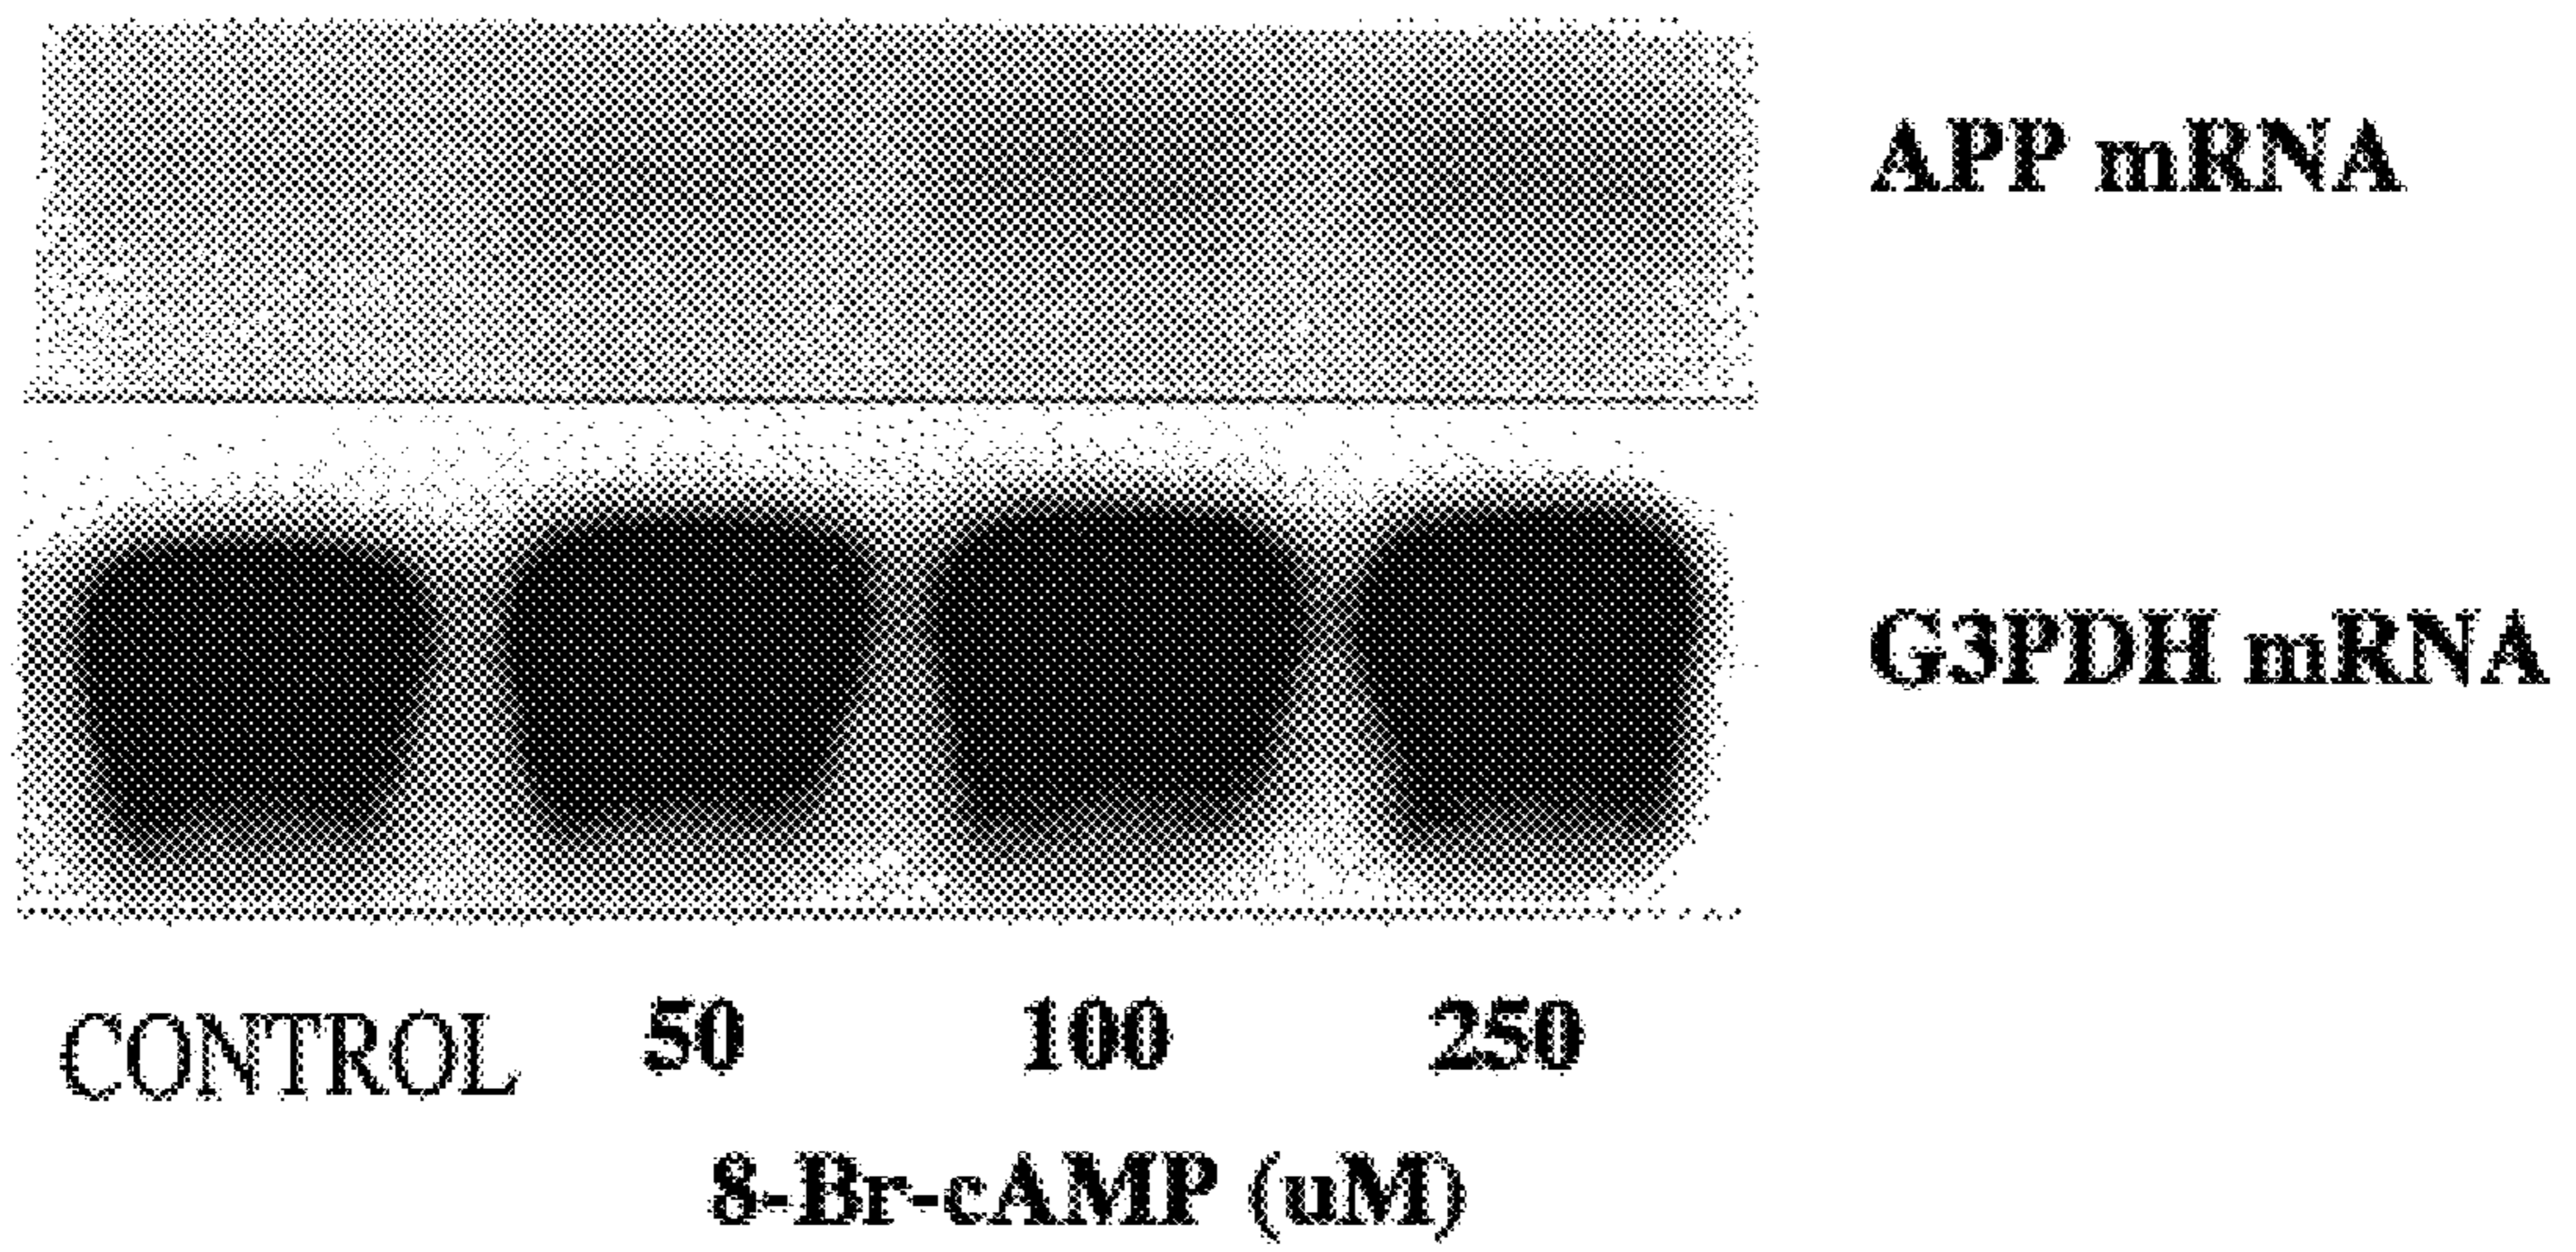 APP mRNA
G3PDH mRNA
CONTROL 50 100 250
8-Br-cAMP (uM)